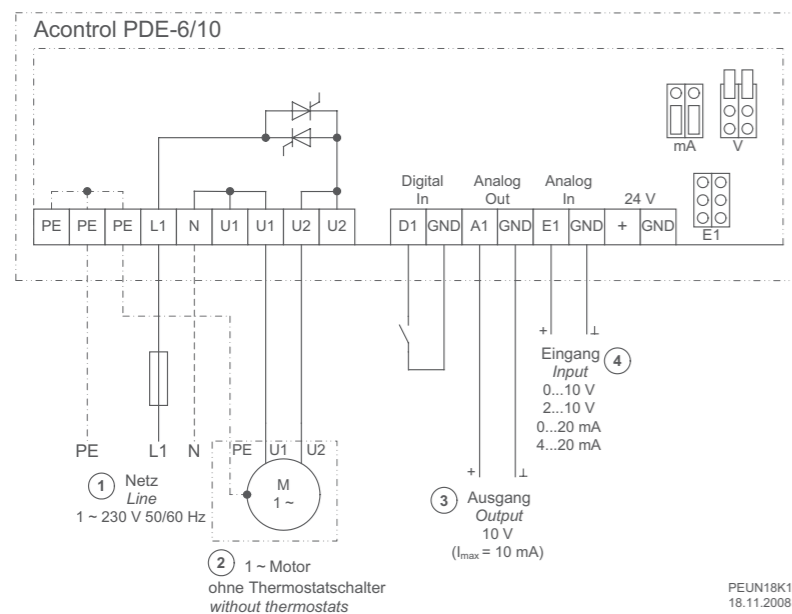 Acontrol PDE-6/10
mA
V
Digital
In
Analog
Out
Analog
In
24 V
E1
PE PE PE L1 N U1 U1 U2 U2
D1 GND A1 GND E1 GND + GND
+ ⊥
Eingang 4
Input
0...10 V
2...10 V
0...20 mA
4...20 mA
PE L1 N
PE U1 U2
M
1 ~
1 Netz
Line
1 ~ 230 V 50/60 Hz
+ ⊥
3 Ausgang
Output
10 V
(Imax = 10 mA)
2 1 ~ Motor
ohne Thermostatschalter
without thermostats
PEUN18K1
18.11.2008